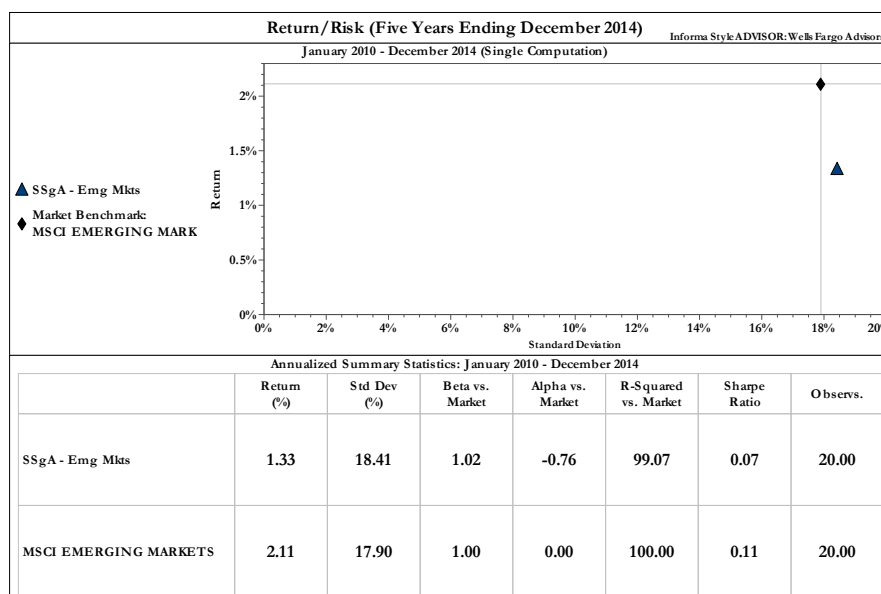 Return/Risk (Five Years Ending December 2014)
Informa StyleADVISOR: Wells Fargo Advisors
January 2010 - December 2014 (Single Computation)
SSgA - Emg Mkts
Market Benchmark:
MSCI EMERGING MARK
Return
2%
1.5%
1%
0.5%
0%
0% 2% 4% 6% 8% 10% 12% 14% 16% 18% 20%
Standard Deviation
Annualized Summary Statistics: January 2010 - December 2014
Return (%) Std Dev (%) Beta vs. Market Alpha vs. Market R-Squared vs. Market Sharpe Ratio Observs.
SSgA - Emg Mkts 1.33 18.41 1.02 -0.76 99.07 0.07 20.00
MSCI EMERGING MARKETS 2.11 17.90 1.00 0.00 100.00 0.11 20.00